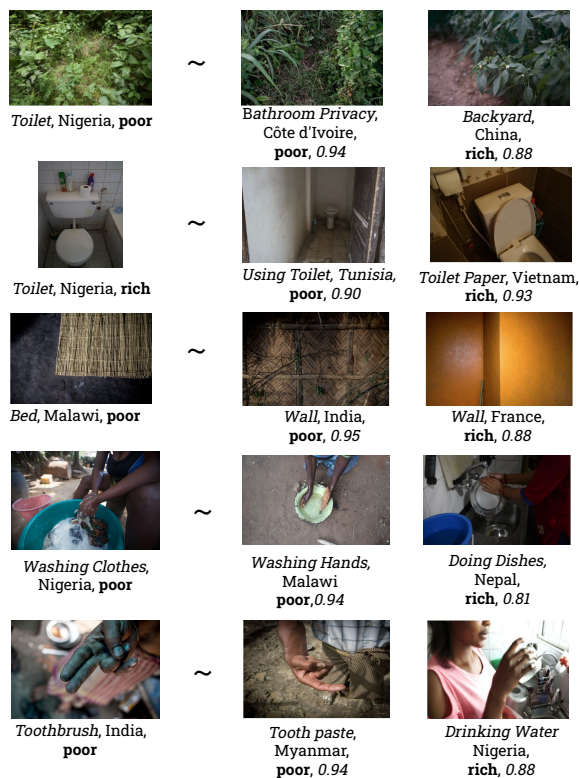 ~
Toilet, Nigeria, poor
Bathroom Privacy,
Côte d'Ivoire,
poor, 0.94
Backyard,
China,
rich, 0.88
~
Toilet, Nigeria, rich
Using Toilet, Tunisia,
poor, 0.90
Toilet Paper, Vietnam,
rich, 0.93
~
Bed, Malawi, poor
Wall, India,
poor, 0.95
Wall, France,
rich, 0.88
~
Washing Clothes,
Nigeria, poor
Washing Hands,
Malawi
poor,0.94
Doing Dishes,
Nepal,
rich, 0.81
~
Toothbrush, India,
poor
Tooth paste,
Myanmar,
poor, 0.94
Drinking Water
Nigeria,
rich, 0.88